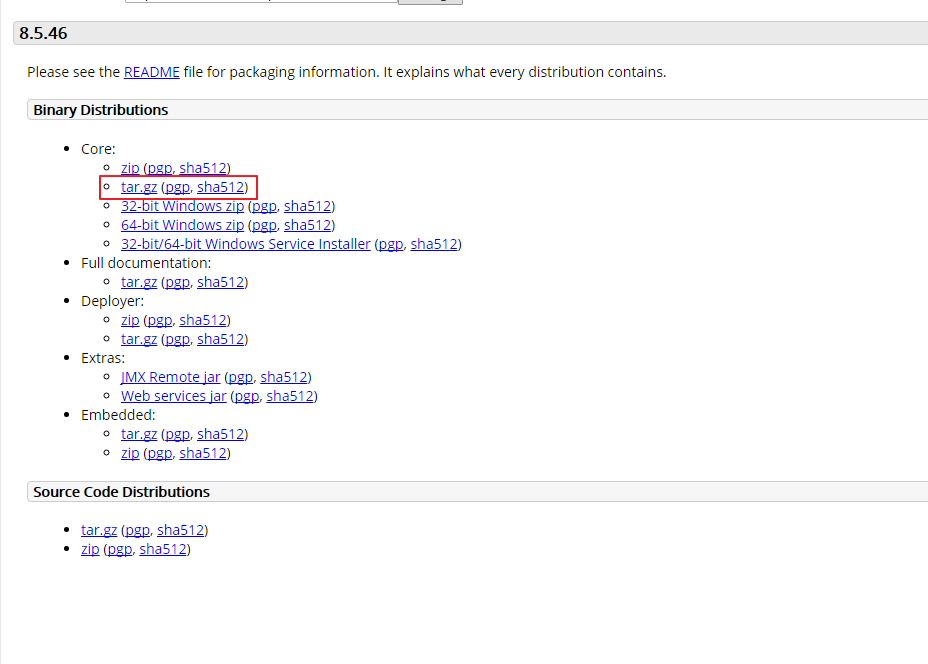 8.5.46
Please see the README file for packaging information. It explains what every distribution contains.
Binary Distributions
Core:
zip (pgp, sha512)
tar.gz (pgp, sha512)
32-bit Windows zip (pgp, sha512)
64-bit Windows zip (pgp, sha512)
32-bit/64-bit Windows Service Installer (pgp, sha512)
Full documentation:
tar.gz (pgp, sha512)
Deployer:
zip (pgp, sha512)
tar.gz (pgp, sha512)
Extras:
JMX Remote jar (pgp, sha512)
Web services jar (pgp, sha512)
Embedded:
tar.gz (pgp, sha512)
zip (pgp, sha512)
Source Code Distributions
tar.gz (pgp, sha512)
zip (pgp, sha512)